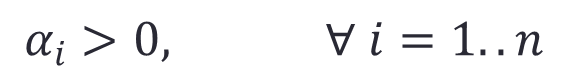 αᵢ > 0, ∀ i = 1..n